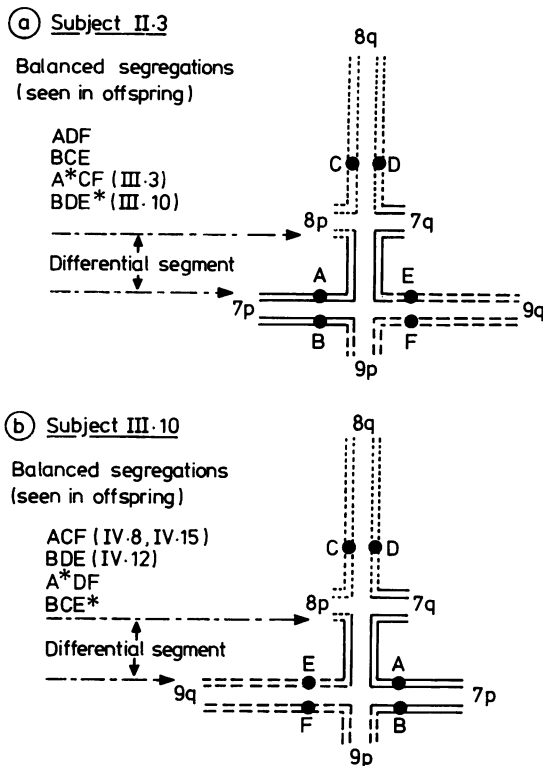 a Subject II·3
Balanced segregations
(seen in offspring)
ADF
BCE
A*CF (III·3)
BDE* (III·10)
Differential segment
8q
C D
8p 7q
A E
7p 9q
B F
9p
b Subject III·10
Balanced segregations
(seen in offspring)
ACF (IV·8, IV·15)
BDE (IV·12)
A*DF
BCE*
Differential segment
8q
C D
8p 7q
E A
9q 7p
F B
9p